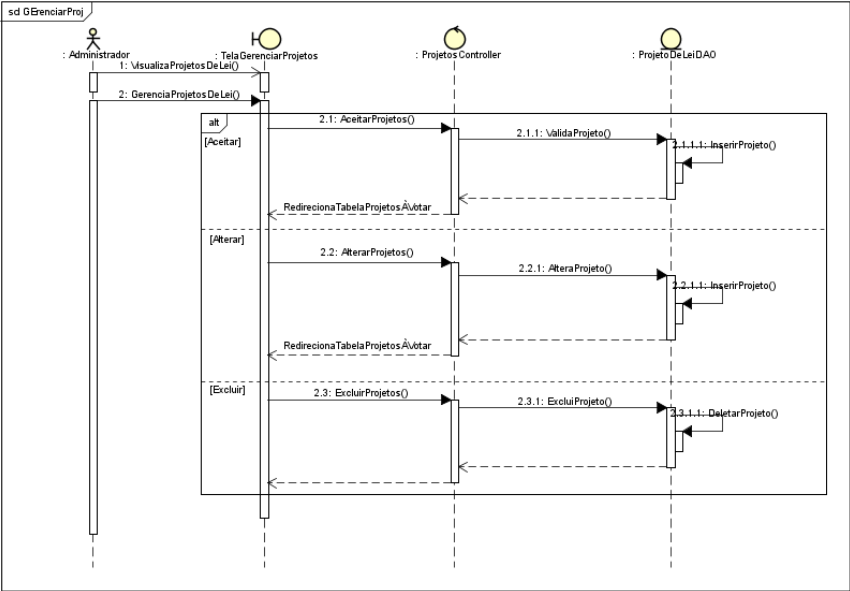 sd GErenciarProj
: Administrador
: TelaGerenciarProjetos
: ProjetosController
: ProjetoDeLeiDAO
1: VisualizaProjetosDeLei()
2: GerenciaProjetosDeLei()
alt
[Aceitar]
2.1: AceitarProjetos()
2.1.1: ValidaProjeto()
2.1.1.1: InserirProjeto()
RedirecionaTabelaProjetosÀVotar
[Alterar]
2.2: AlterarProjetos()
2.2.1: AlteraProjeto()
2.2.1.1: InserirProjeto()
RedirecionaTabelaProjetosÀVotar
[Excluir]
2.3: ExcluirProjetos()
2.3.1: ExcluiProjeto()
2.3.1.1: DeletarProjeto()